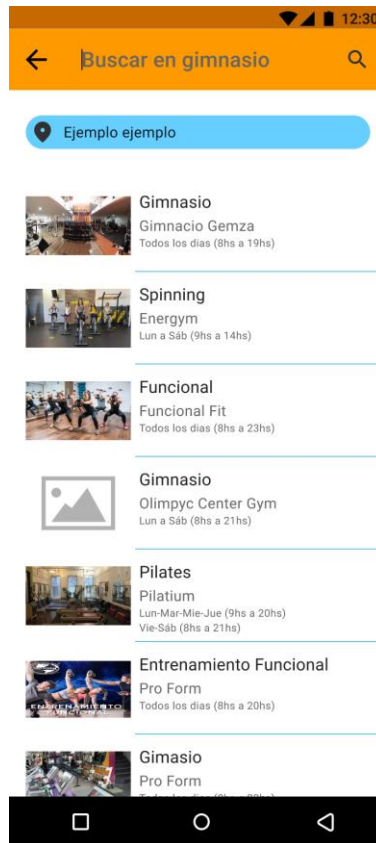 12:30
Buscar en gimnasio
Ejemplo ejemplo
Gimnasio
Gimnacio Gemza
Todos los dias (8hs a 19hs)
Spinning
Energym
Lun a Sáb (9hs a 14hs)
Funcional
Funcional Fit
Todos los dias (8hs a 23hs)
Gimnasio
Olimpyc Center Gym
Lun a Sáb (8hs a 21hs)
Pilates
Pilatium
Lun-Mar-Mie-Jue (9hs a 20hs)
Vie-Sáb (8hs a 21hs)
ENTRENAMIENTO
FUNCIONAL
Entrenamiento Funcional
Pro Form
Todos los dias (8hs a 20hs)
Gimasio
Pro Form